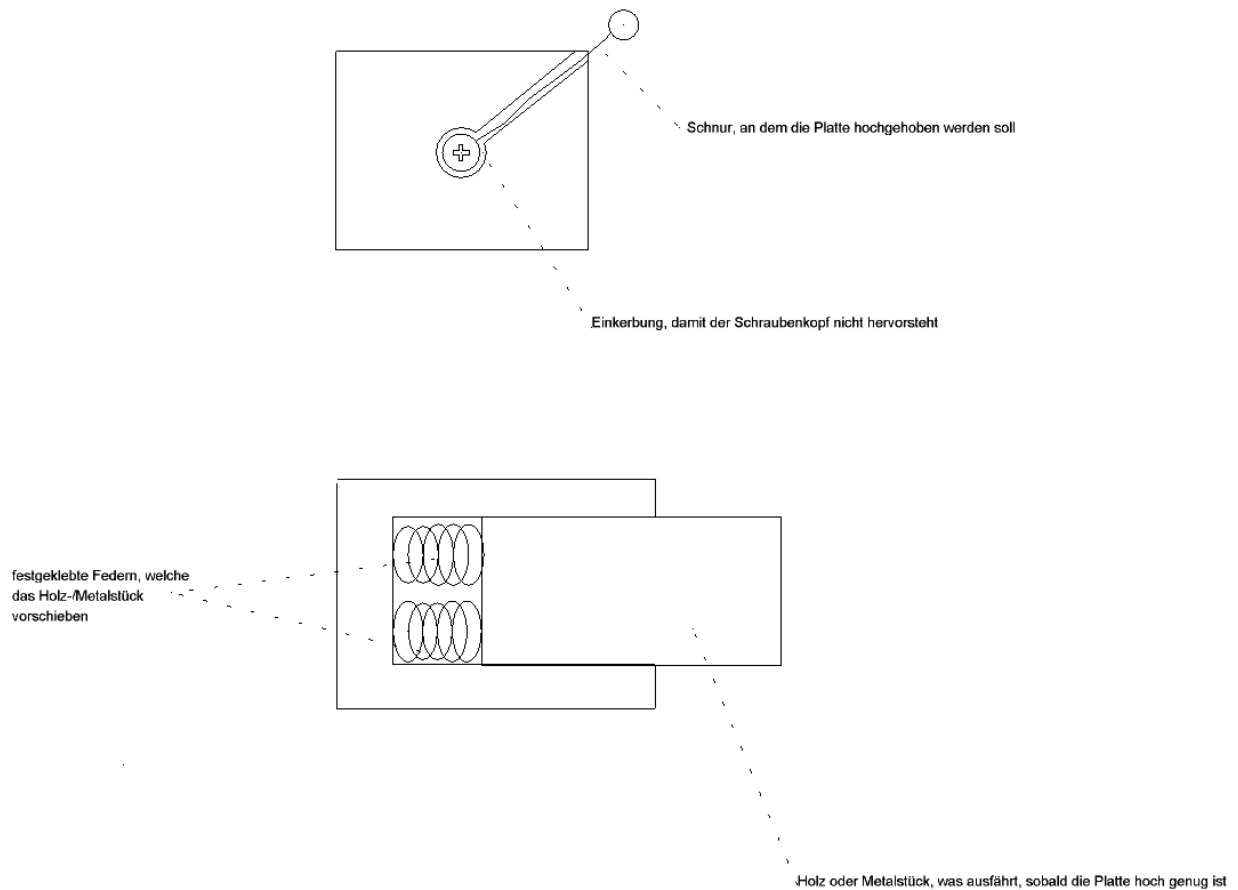 Schnur, an dem die Platte hochgehoben werden soll
Einkerbung, damit der Schraubenkopf nicht hervorsteht
festgeklebte Federn, welche
das Holz-/Metalstück
vorschieben
Holz oder Metalstück, was ausfährt, sobald die Platte hoch genug ist